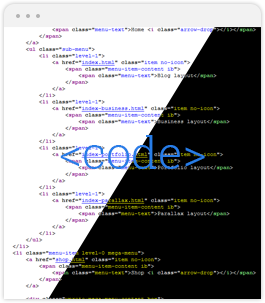 <span class="menu-text">Home <i class="arrow-drop"></i></span>
</span>
</a>
<ul class="sub-menu">
<li class="level-1">
<a href="index.html" class="item no-icon">
<span class="menu-item-content ib">
<span class="menu-text">Blog layout</span>
</span>
</a>
</li>
<li class="level-1">
<a href="index-business.html" class="item no-icon">
<span class="menu-item-content ib">
<span class="menu-text">Business layout</span>
</span>
</a>
</li>
<li class="level-1">
<a href="index-portfolio.html" class="item no-icon">
<code>
<span class="menu-item-content ib">
<span class="menu-text">Portfolio layout</span>
</span>
</a>
</li>
<li class="level-1">
<a href="index-parallax.html" class="item no-icon">
<span class="menu-item-content ib">
<span class="menu-text">Parallax layout</span>
</span>
</a>
</li>
</ul>
</li>
<li class="menu-item level-0 mega-menu">
<a href="shop.html" class="item no-icon">
<span class="menu-item-content ib">
<span class="menu-text">Shop <i class="arrow-drop"></i></span>
</span>
</a>